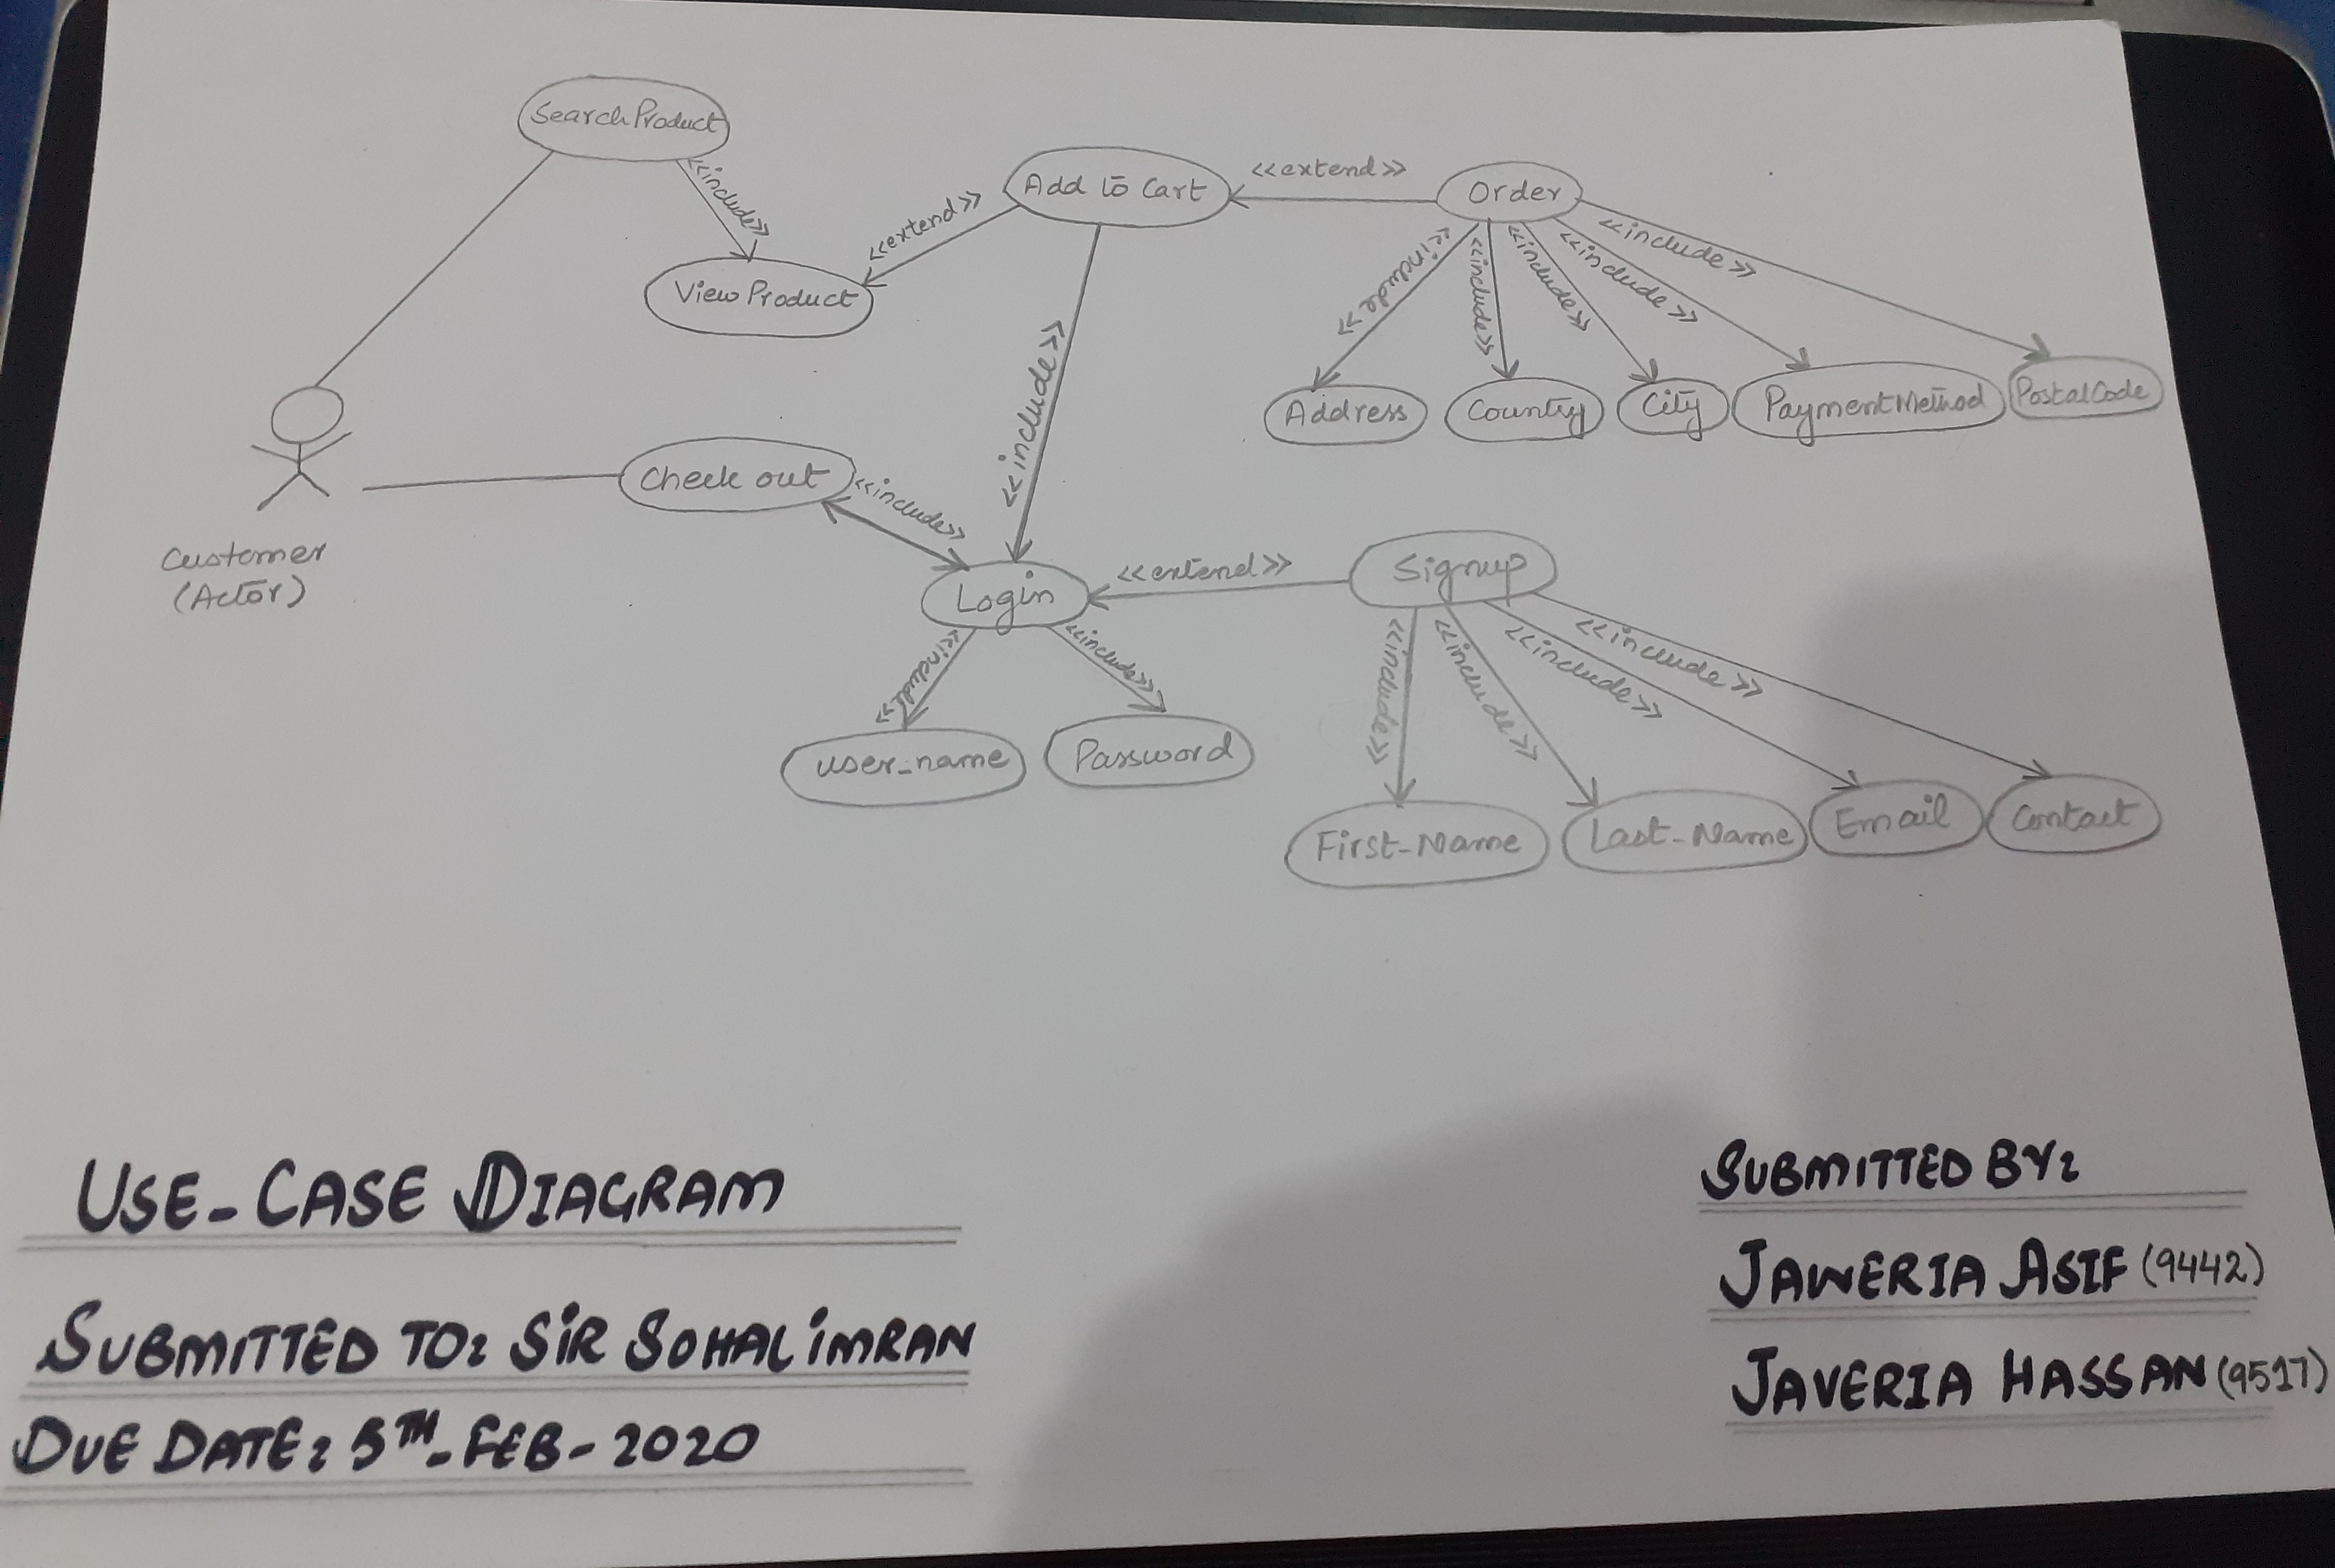 Search Product
<<include>>
View Product
<<extend>>
Add to Cart
<<extend>>
Order
<<include>>
<<include>>
<<include>>
<<include>>
<<include>>
Address
Country
City
PaymentMethod
PostalCode
<<include>>
Customer
(Actor)
Check out
<<include>>
Login
<<extend>>
Signup
<<include>>
<<include>>
user_name
Password
<<include>>
<<include>>
<<include>>
<<include>>
First-Name
Last-Name
Email
Contact
USE-CASE DIAGRAM
SUBMITTED TO: SIR SOHAL IMRAN
DUE DATE: 5TH-FEB-2020
SUBMITTED BY:
JAWERIA ASIF (9442)
JAVERIA HASSAN (9517)